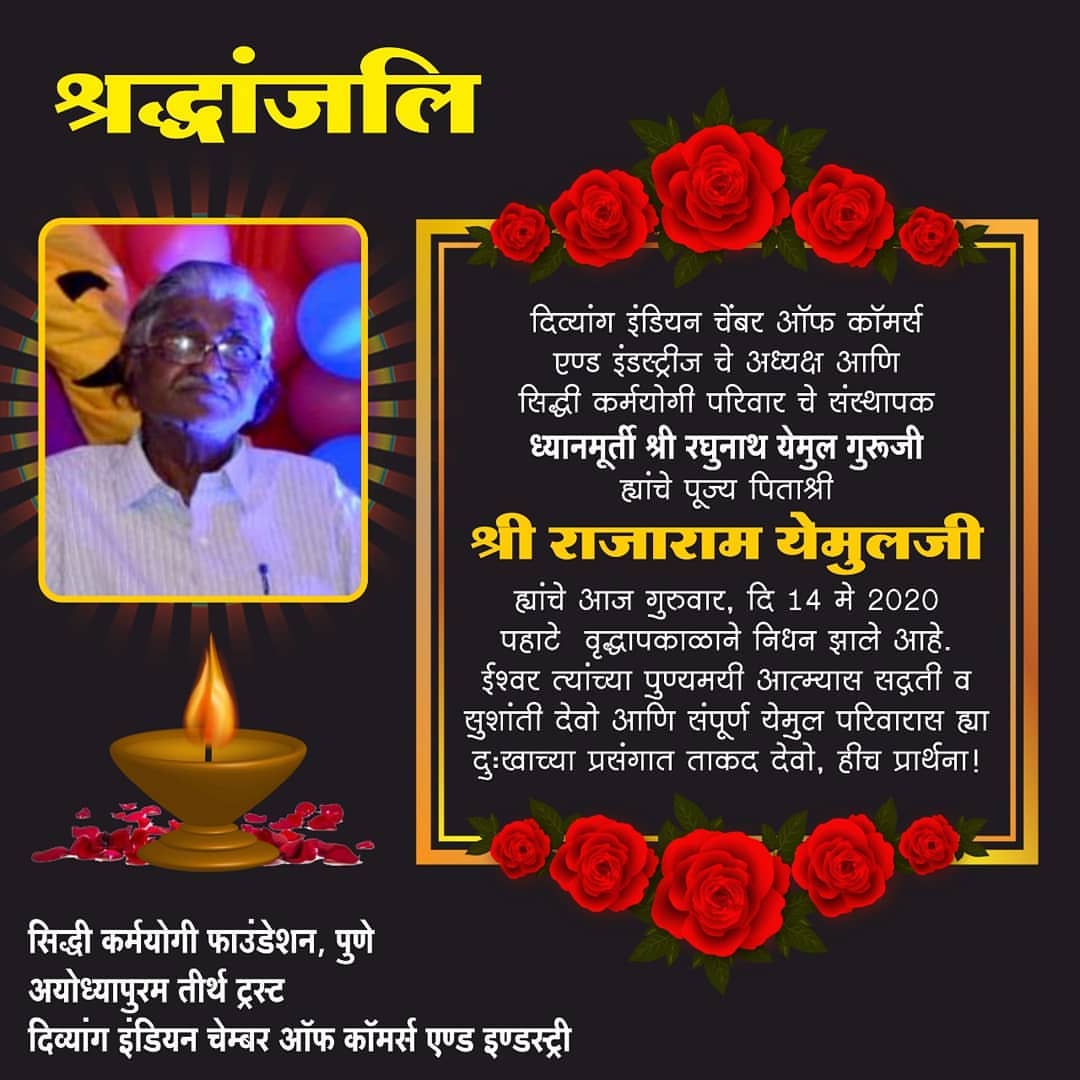 श्रद्धांजलि
दिव्यांग इंडियन चेंबर ऑफ कॉमर्स
एण्ड इंडस्ट्रीज चे अध्यक्ष आणि
सिद्धी कर्मयोगी परिवार चे संस्थापक
ध्यानमूर्ती श्री रघुनाथ येमुल गुरूजी
ह्यांचे पूज्य पिताश्री
श्री राजाराम येमुलजी
ह्यांचे आज गुरुवार, दि 14 मे 2020
पहाटे वृद्धापकाळाने निधन झाले आहे.
ईश्वर त्यांच्या पुण्यमयी आत्म्यास सद्गती व
सुशांती देवो आणि संपूर्ण येमुल परिवारास ह्या
दुःखाच्या प्रसंगात ताकद देवो, हीच प्रार्थना!
सिद्धी कर्मयोगी फाउंडेशन, पुणे
अयोध्यापुरम तीर्थ ट्रस्ट
दिव्यांग इंडियन चेम्बर ऑफ कॉमर्स एण्ड इण्डस्ट्री